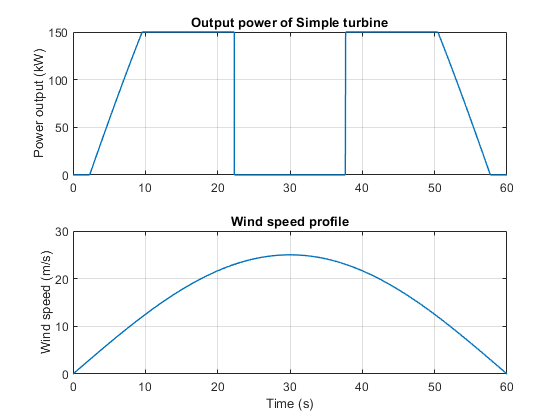 Output power of Simple turbine
Power output (kW)
150
100
50
0
0 10 20 30 40 50 60
Wind speed profile
Wind speed (m/s)
30
20
10
0
0 10 20 30 40 50 60
Time (s)